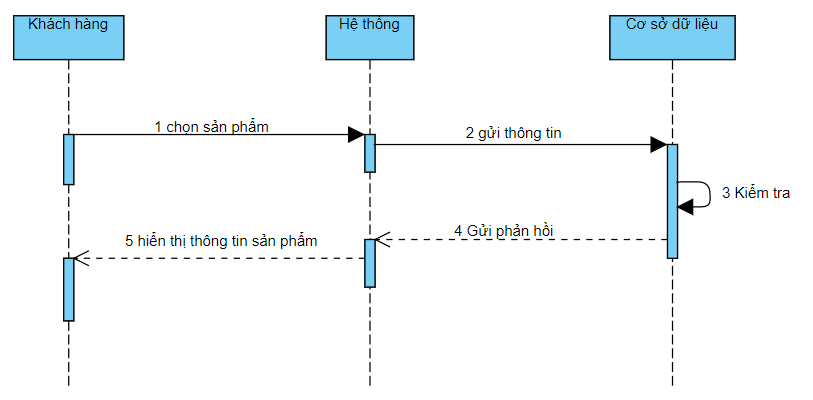 Khách hàng
Hệ thống
Cơ sở dữ liệu
1 chọn sản phẩm
2 gửi thông tin
3 Kiểm tra
4 Gửi phản hồi
5 hiển thị thông tin sản phẩm